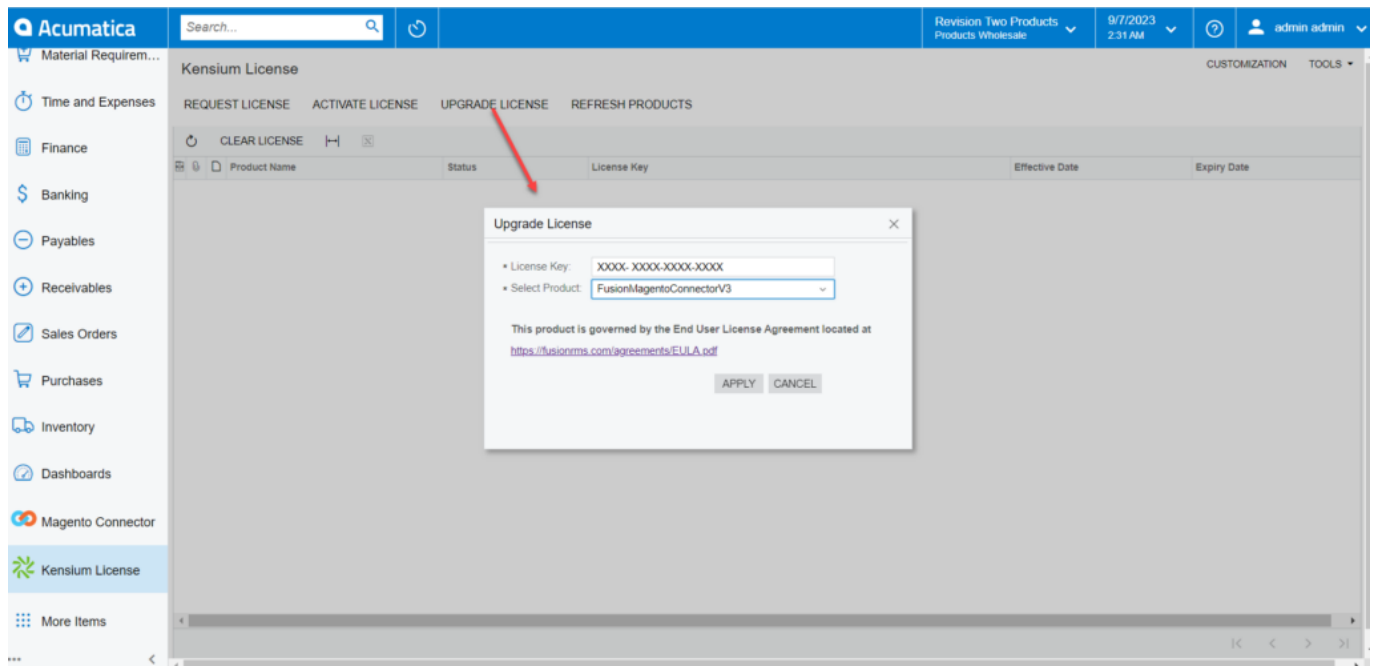 Acumatica
Search...
Revision Two Products
Products Wholesale
9/7/2023
2:31 AM
admin admin
Material Requirem...
Time and Expenses
Finance
Banking
Payables
Receivables
Sales Orders
Purchases
Inventory
Dashboards
Magento Connector
Kensium License
More Items
Kensium License
CUSTOMIZATION TOOLS
REQUEST LICENSE ACTIVATE LICENSE UPGRADE LICENSE REFRESH PRODUCTS
CLEAR LICENSE
Product Name Status License Key Effective Date Expiry Date
Upgrade License
* License Key: XXXX- XXXX-XXXX-XXXX
* Select Product: FusionMagentoConnectorV3
This product is governed by the End User License Agreement located at
https://fusionrms.com/agreements/EULA.pdf
APPLY CANCEL